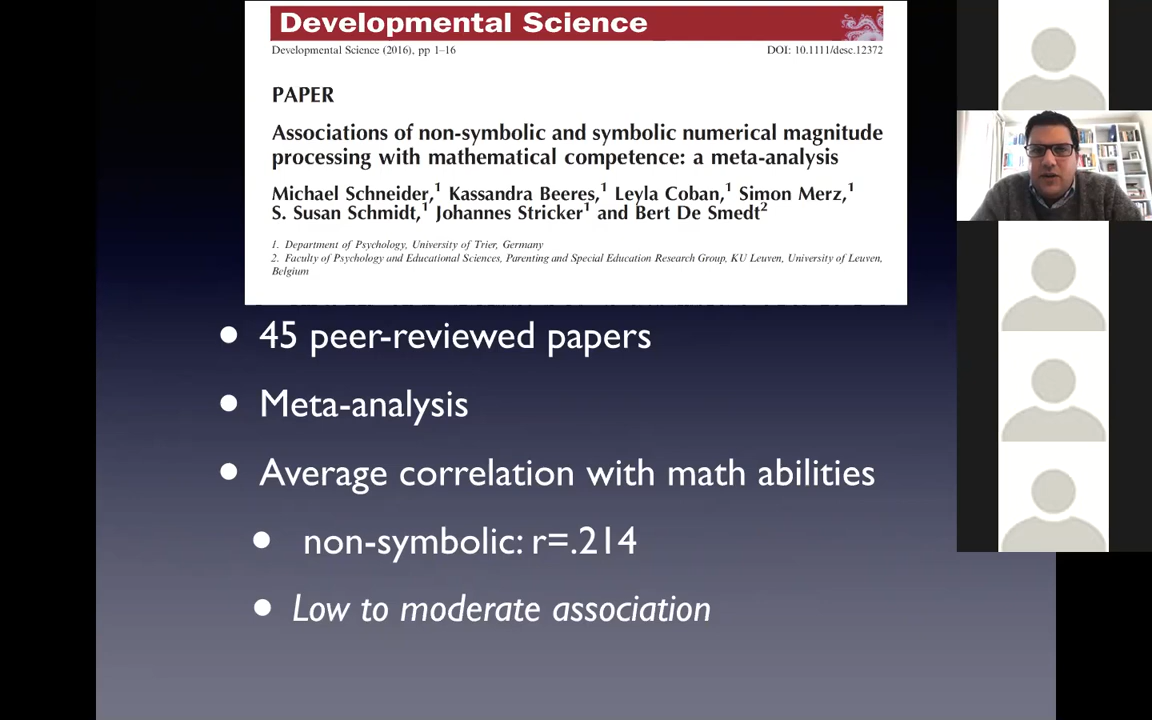 Developmental Science
Developmental Science (2016), pp 1–16
DOI: 10.1111/desc.12372
PAPER
Associations of non-symbolic and symbolic numerical magnitude
processing with mathematical competence: a meta-analysis
Michael Schneider,1 Kassandra Beeres,1 Leyla Coban,1 Simon Merz,1
S. Susan Schmidt,1 Johannes Stricker1 and Bert De Smedt2
1. Department of Psychology, University of Trier, Germany
2. Faculty of Psychology and Educational Sciences, Parenting and Special Education Research Group, KU Leuven, University of Leuven,
Belgium
• 45 peer-reviewed papers
• Meta-analysis
• Average correlation with math abilities
• non-symbolic: r=.214
• Low to moderate association